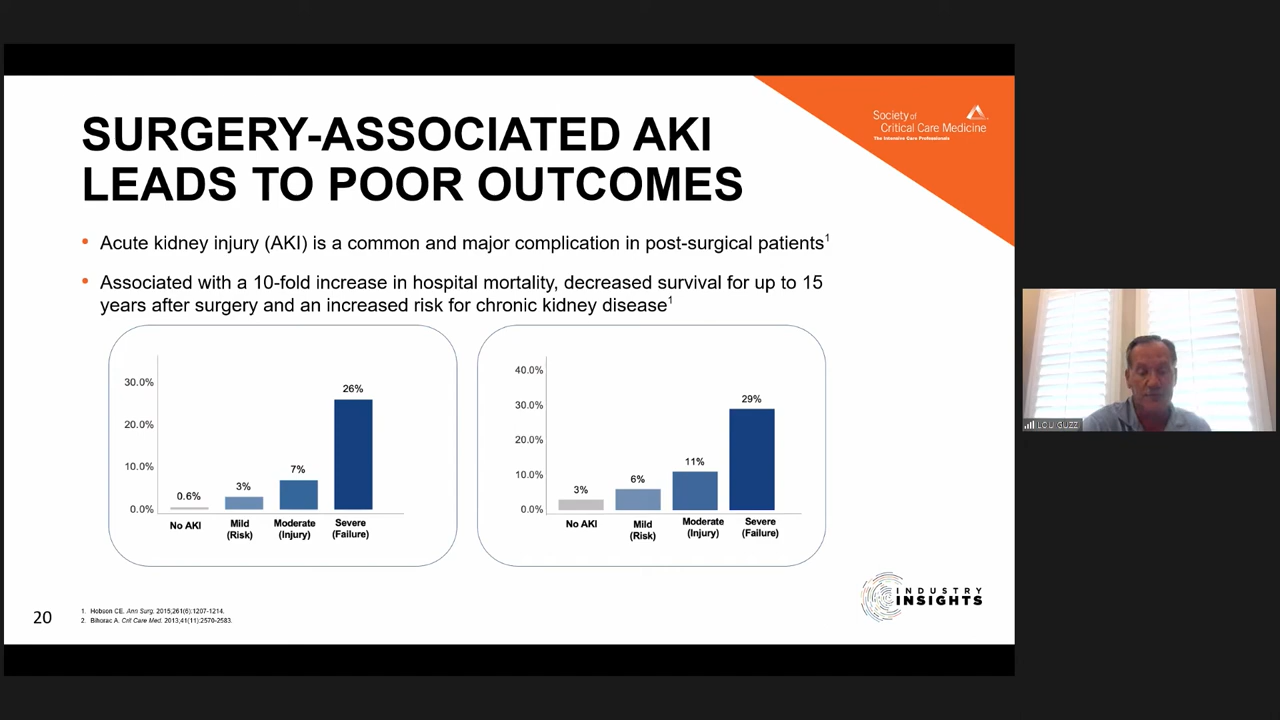 SURGERY-ASSOCIATED AKI
LEADS TO POOR OUTCOMES
Society of
Critical Care Medicine
The Intensive Care Professionals
• Acute kidney injury (AKI) is a common and major complication in post-surgical patients1
• Associated with a 10-fold increase in hospital mortality, decreased survival for up to 15
years after surgery and an increased risk for chronic kidney disease1
30.0%
20.0%
10.0%
0.0%
0.6%
3%
7%
26%
No AKI
Mild
(Risk)
Moderate
(Injury)
Severe
(Failure)
40.0%
30.0%
20.0%
10.0%
0.0%
3%
6%
11%
29%
No AKI
Mild
(Risk)
Moderate
(Injury)
Severe
(Failure)
LOU GUZZI
20
1. Hobson CE. Ann Surg. 2015;261(6):1207-1214.
2. Bihorac A. Crit Care Med. 2013;41(11):2570-2583.
INDUSTRY
INSIGHTS